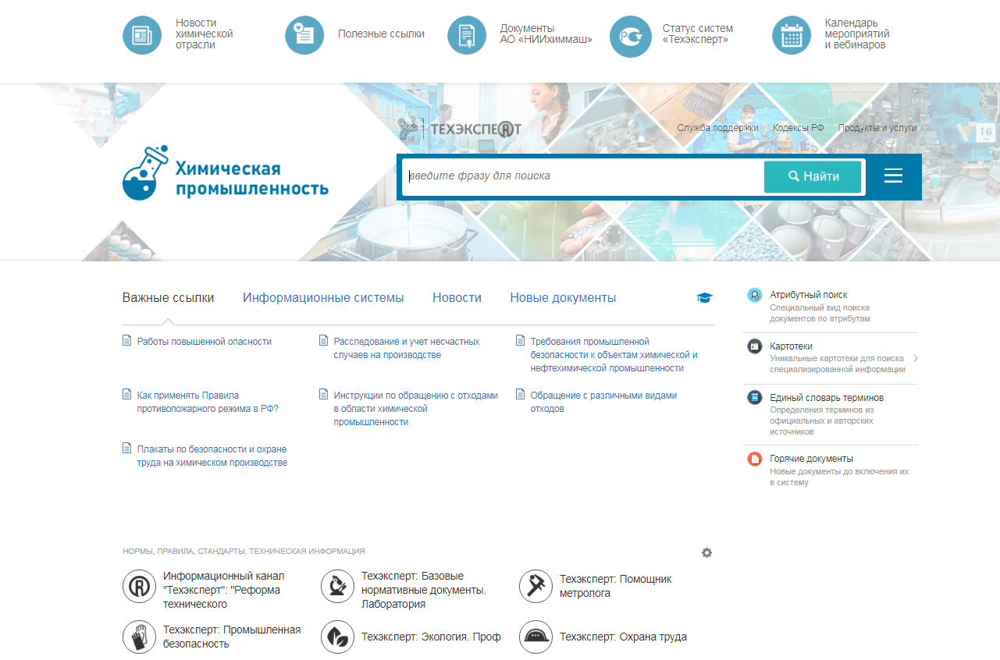 Новости
химической
отрасли
Полезные ссылки
Документы
АО «НИИхиммаш»
Статус систем
«Техэксперт»
Календарь
мероприятий
и вебинаров
ТЕХЭКСПЕРТ
Служба поддержки
Кодексы РФ
Продукты и услуги
T 45
Химическая
промышленность
введите фразу для поиска
Найти
Важные ссылки
Информационные системы
Новости
Новые документы
Работы повышенной опасности
Расследование и учет несчастных
случаев на производстве
Требования промышленной
безопасности к объектам химической и
нефтехимической промышленности
Как применять Правила
противопожарного режима в РФ?
Инструкции по обращению с отходами
в области химической
промышленности
Обращение с различными видами
отходов
Плакаты по безопасности и охране
труда на химическом производстве
Атрибутный поиск
Специальный вид поиска
документов по атрибутам
Картотеки
Уникальные картотеки для поиска
специализированной информации
Единый словарь терминов
Определения терминов из
официальных и авторских
источников
Горячие документы
Новые документы до включения их
в систему
НОРМЫ, ПРАВИЛА, СТАНДАРТЫ, ТЕХНИЧЕСКАЯ ИНФОРМАЦИЯ
Информационный канал
"Техэксперт": "Реформа
технического
Техэксперт: Базовые
нормативные документы.
Лаборатория
Техэксперт: Помощник
метролога
Техэксперт: Промышленная
безопасность
Техэксперт: Экология. Проф
Техэксперт: Охрана труда